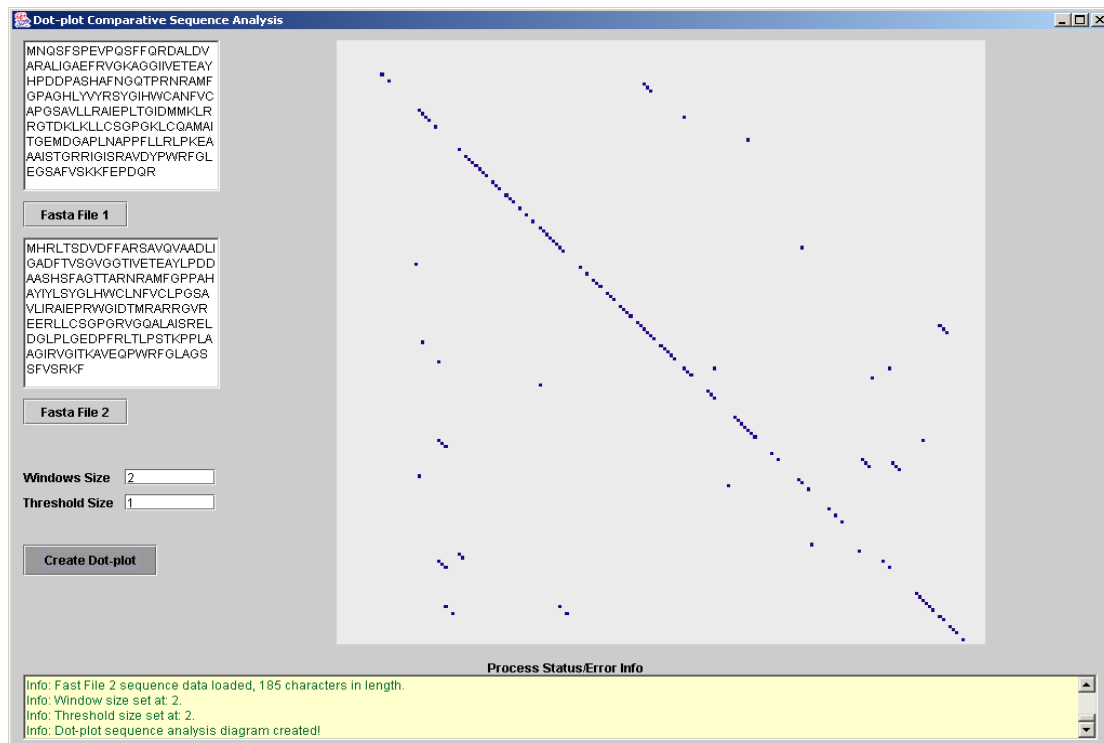 Dot-plot Comparative Sequence Analysis
MNQSFSPEVPQSFFQRDALDV
ARALIGAEFRVGKAGGIIVETEAY
HPDDPASHAFNGQTPRNRAMF
GPAGHLYVYRSYGIHWCANFVC
APGSAVLLRAIEPLTGIDMMKLR
RGTDKLKLLCSGPGKLCQAMAI
TGEMDGAPLNAPPFLLRLPKEA
AAISTGRRIGISRAVDYPWRFGL
EGSAFVSKKFEPDQR
Fasta File 1
MHRLTSDVDFFARSAVQVAADLI
GADFTVSGVGGTIVETEAYLPDD
AASHSFAGTTARNRAMFGPPAH
AYIYLSYGLHWCLNFVCLPGSA
VLIRAIEPRWGIDTMRARRGVR
EERLLCSGPGRVGQALAISREL
DGLPLGEDPFRLTLPSTKPPLA
AGIRVGITKAVEQPWRFGLAGS
SFVSRKF
Fasta File 2
Windows Size 2
Threshold Size 1
Create Dot-plot
Process Status/Error Info
Info: Fast File 2 sequence data loaded, 185 characters in length.
Info: Window size set at: 2.
Info: Threshold size set at: 2.
Info: Dot-plot sequence analysis diagram created!